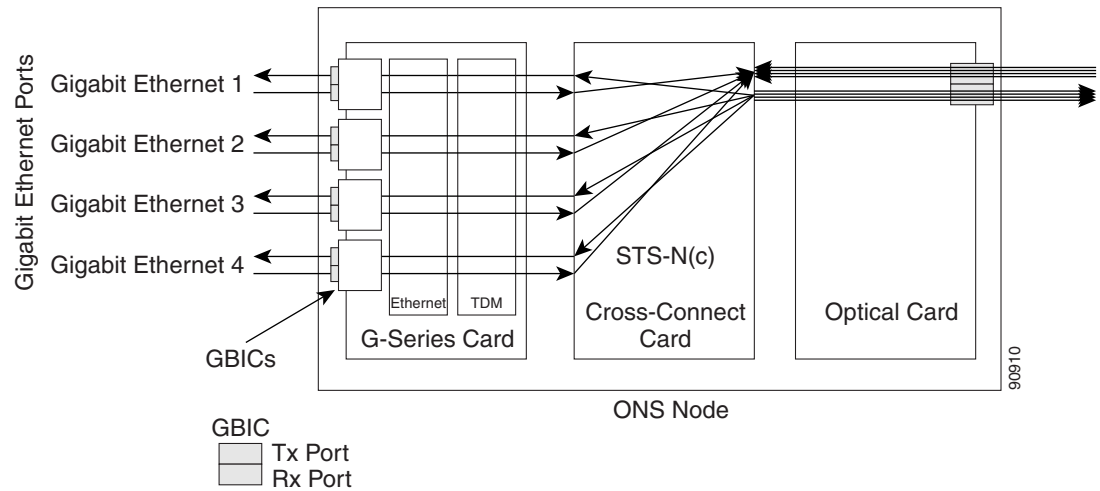 Gigabit Ethernet Ports
Gigabit Ethernet 1
Gigabit Ethernet 2
Gigabit Ethernet 3
Gigabit Ethernet 4
GBICs
Ethernet
TDM
G-Series Card
STS-N(c)
Cross-Connect
Card
Optical Card
90910
ONS Node
GBIC
Tx Port
Rx Port